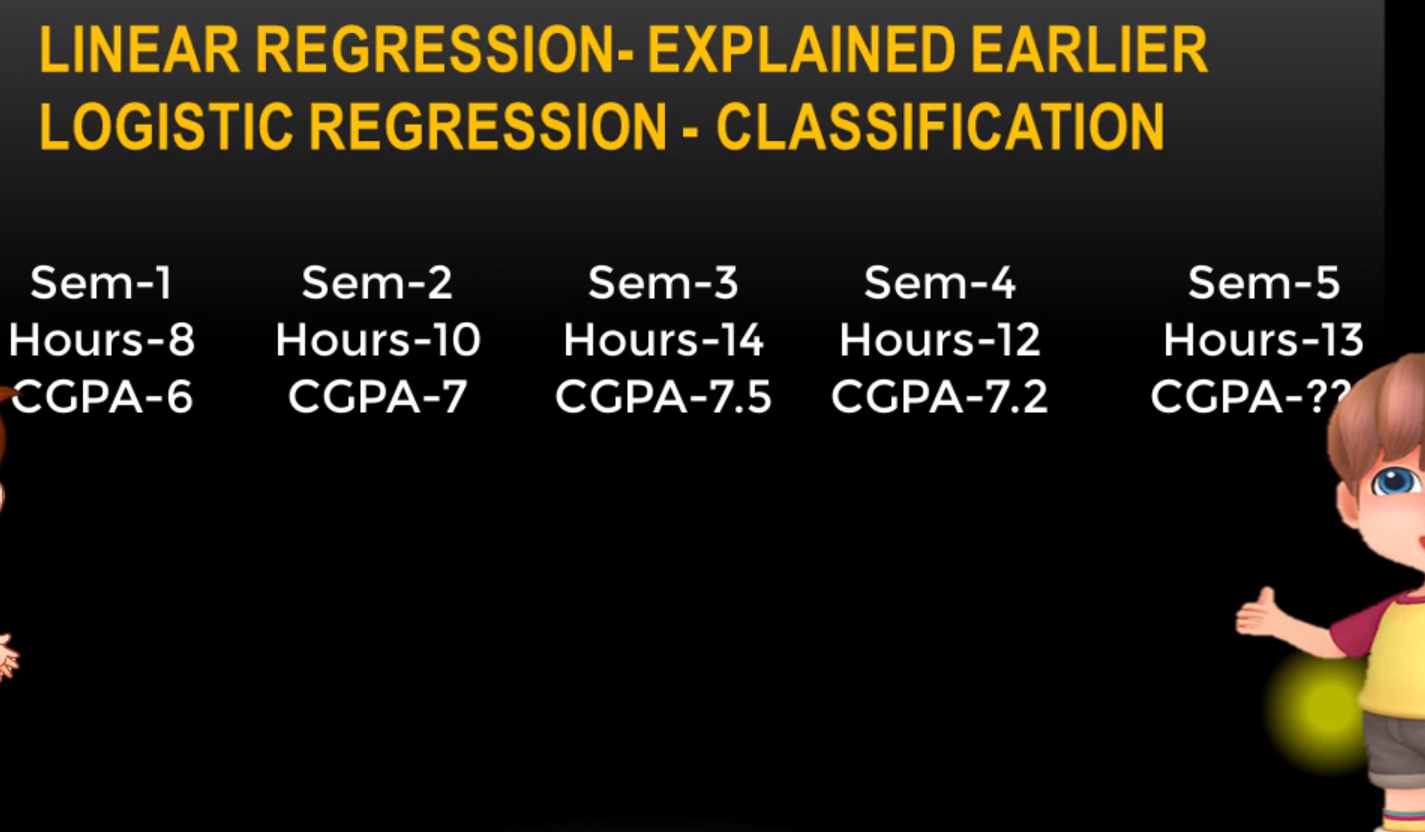 LINEAR REGRESSION- EXPLAINED EARLIER
LOGISTIC REGRESSION - CLASSIFICATION
Sem-1
Hours-8
CGPA-6
Sem-2
Hours-10
CGPA-7
Sem-3
Hours-14
CGPA-7.5
Sem-4
Hours-12
CGPA-7.2
Sem-5
Hours-13
CGPA-??